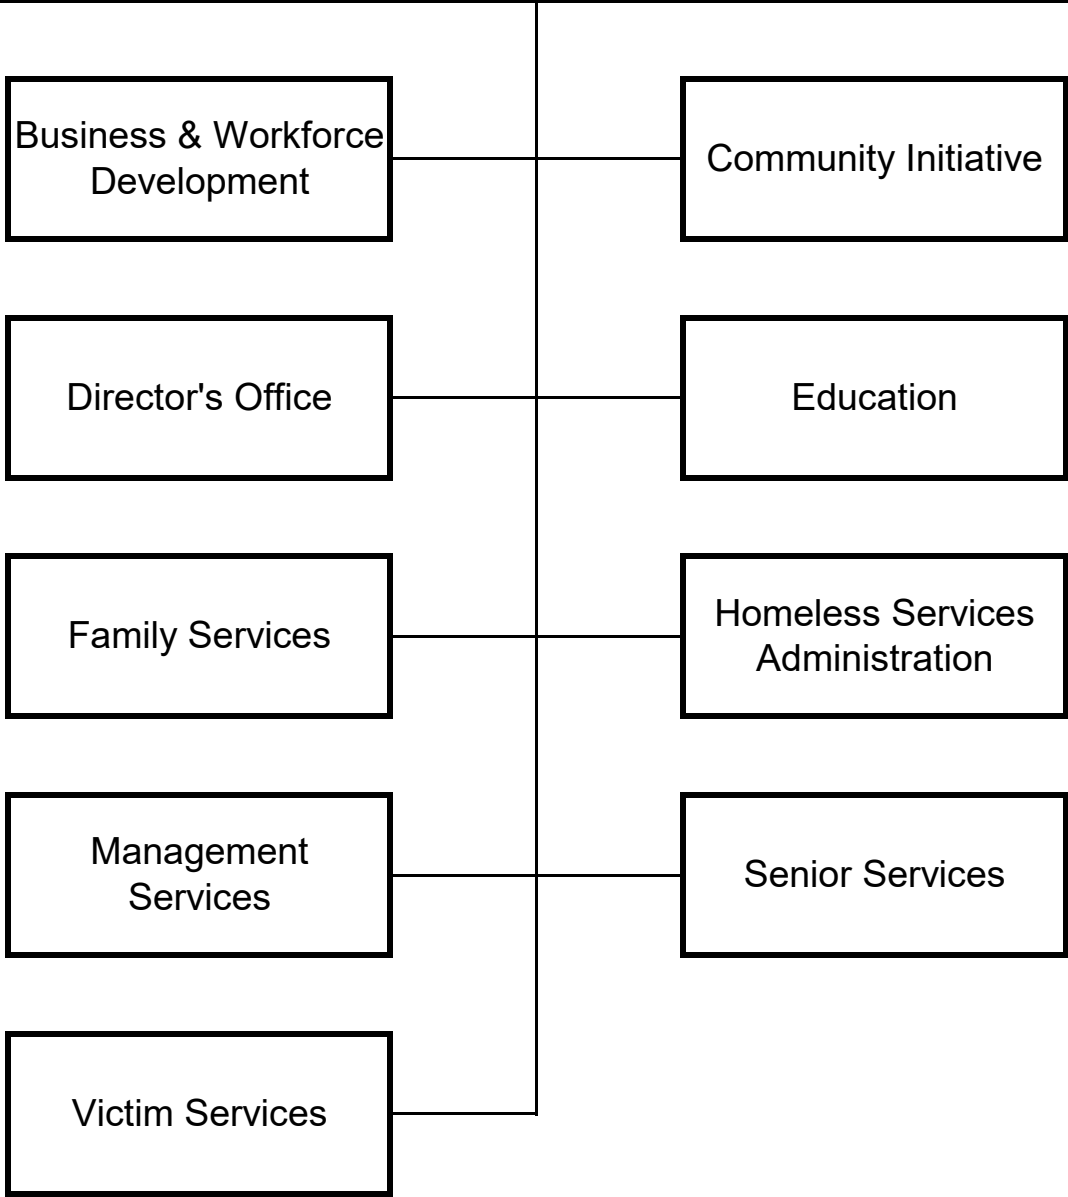 Business & Workforce
Development
Community Initiative
Director's Office
Education
Family Services
Homeless Services
Administration
Management
Services
Senior Services
Victim Services